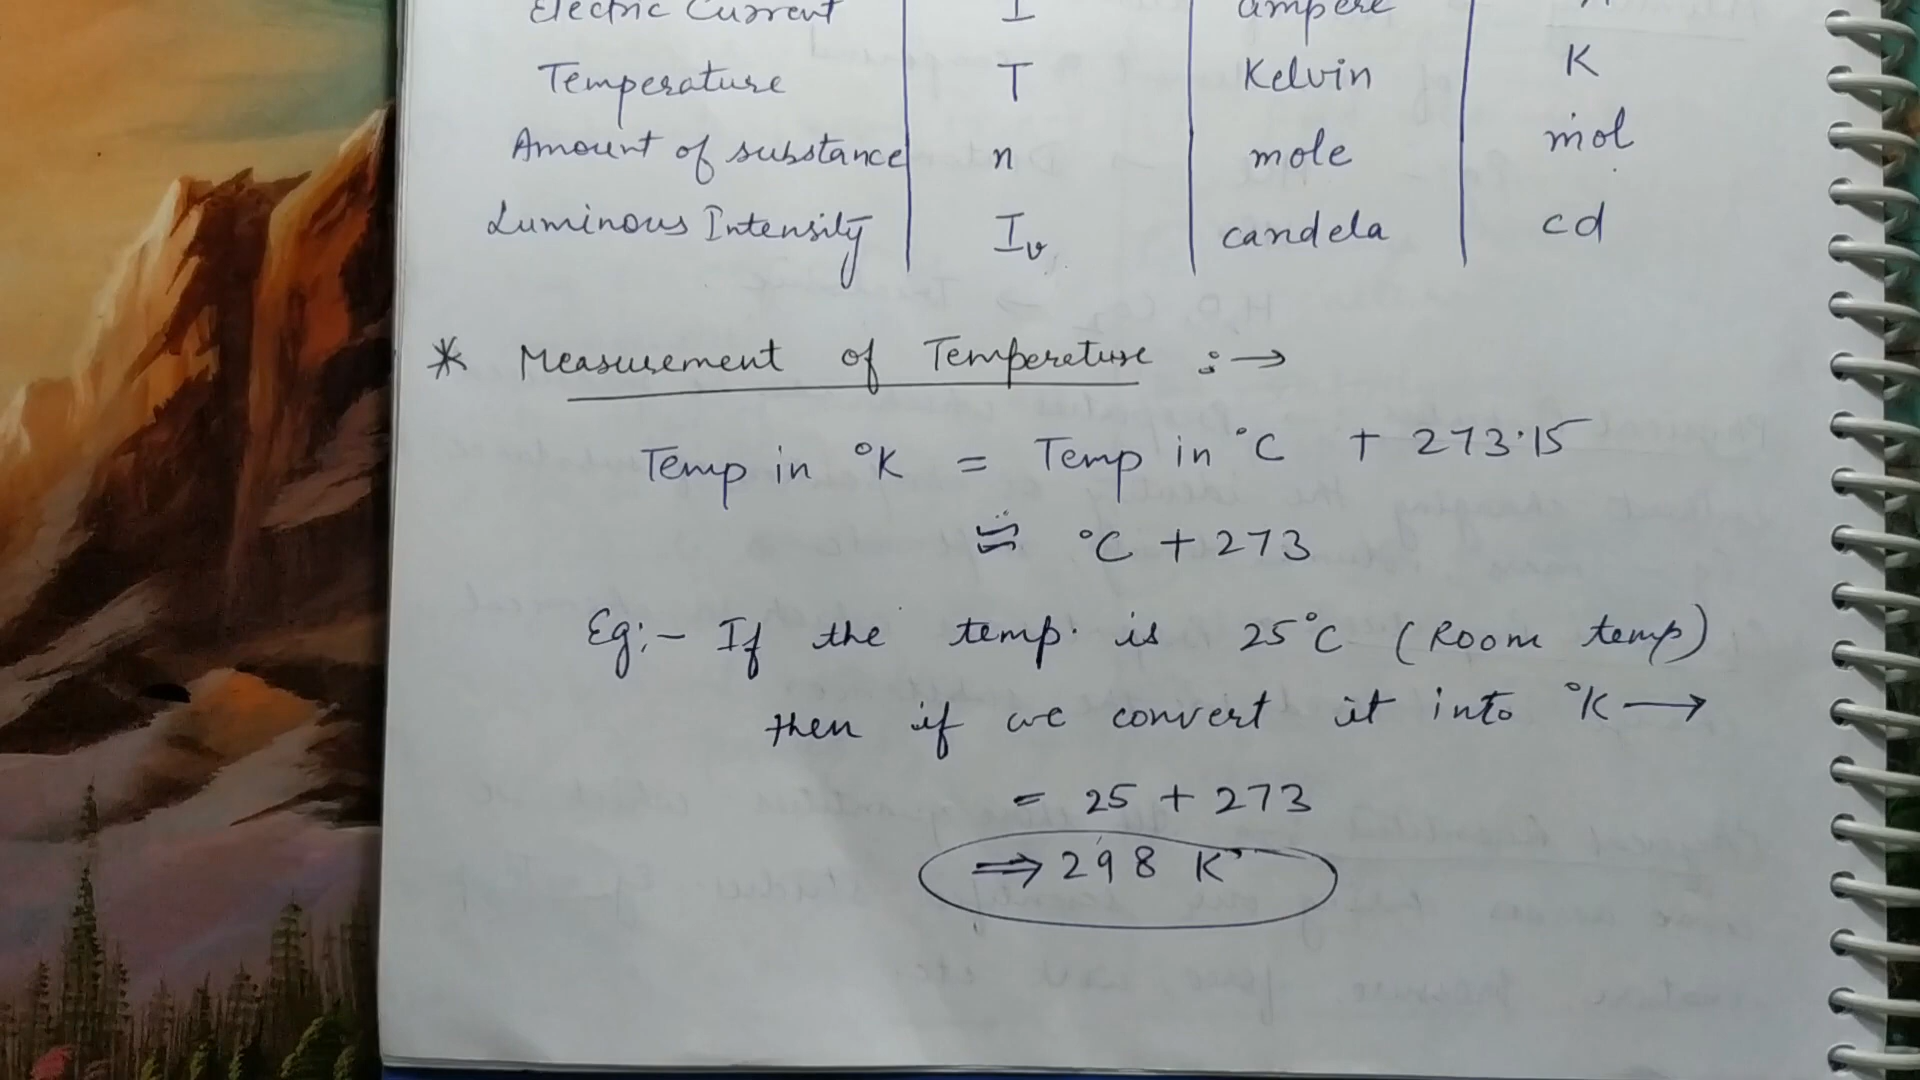 Electric Current I ampere A
Temperature T Kelvin K
Amount of substance n mole mol
Luminous Intensity Iv candela cd
* Measurement of Temperature :→
Temp in °K = Temp in °C + 273.15
≈ °C + 273
Eg:- If the temp. is 25°C (Room temp)
then if we convert it into °K →
= 25 + 273
⇒ 298 K